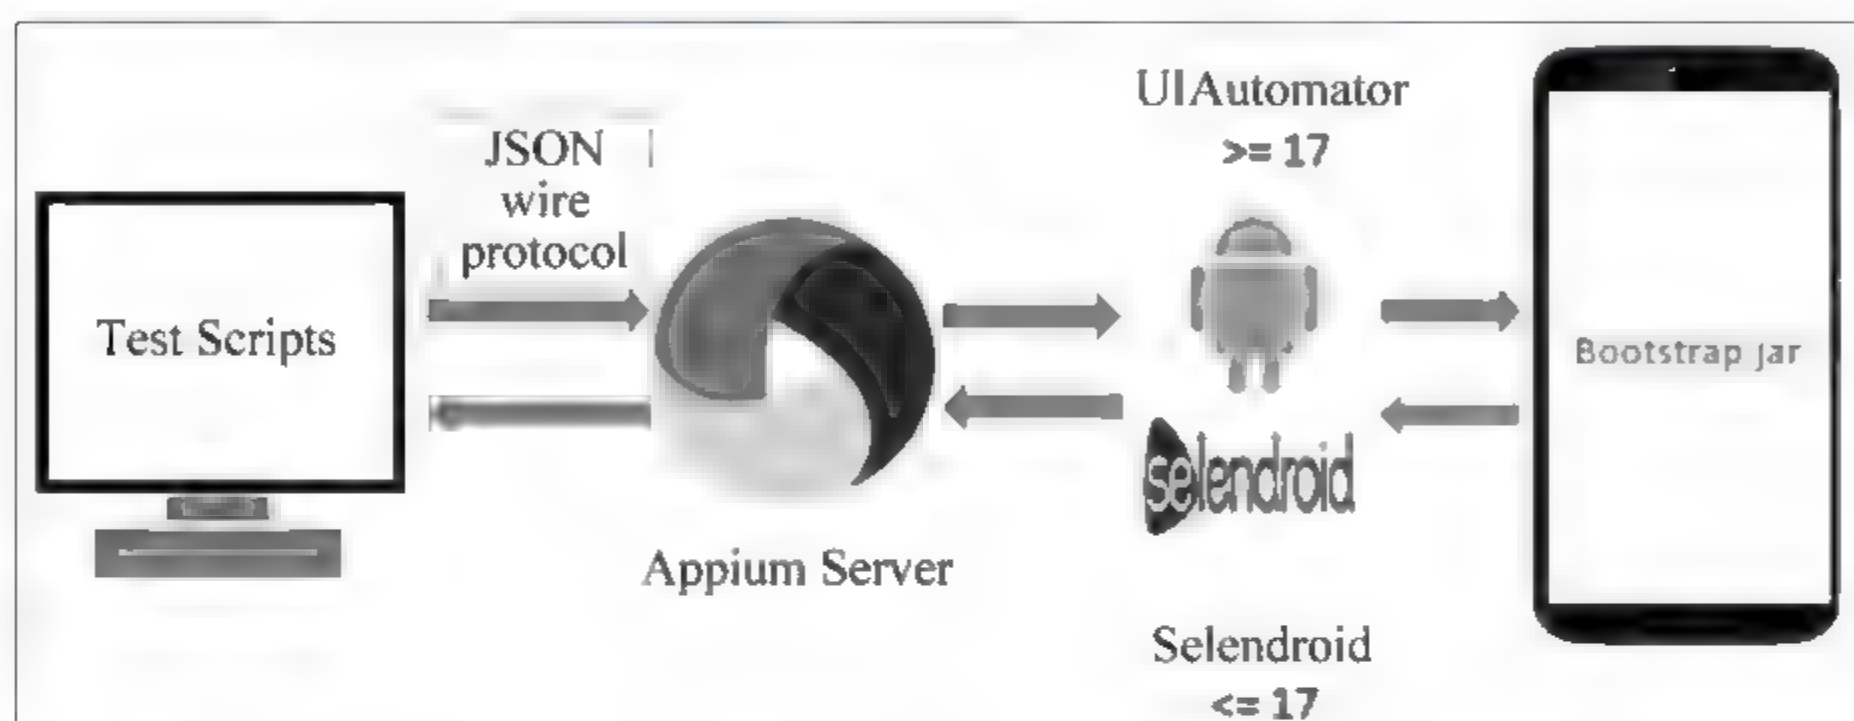 UIAutomator
>= 17
JSON
wire
protocol
Test Scripts
Bootstrap jar
selendroid
Appium Server
Selendroid
<= 17